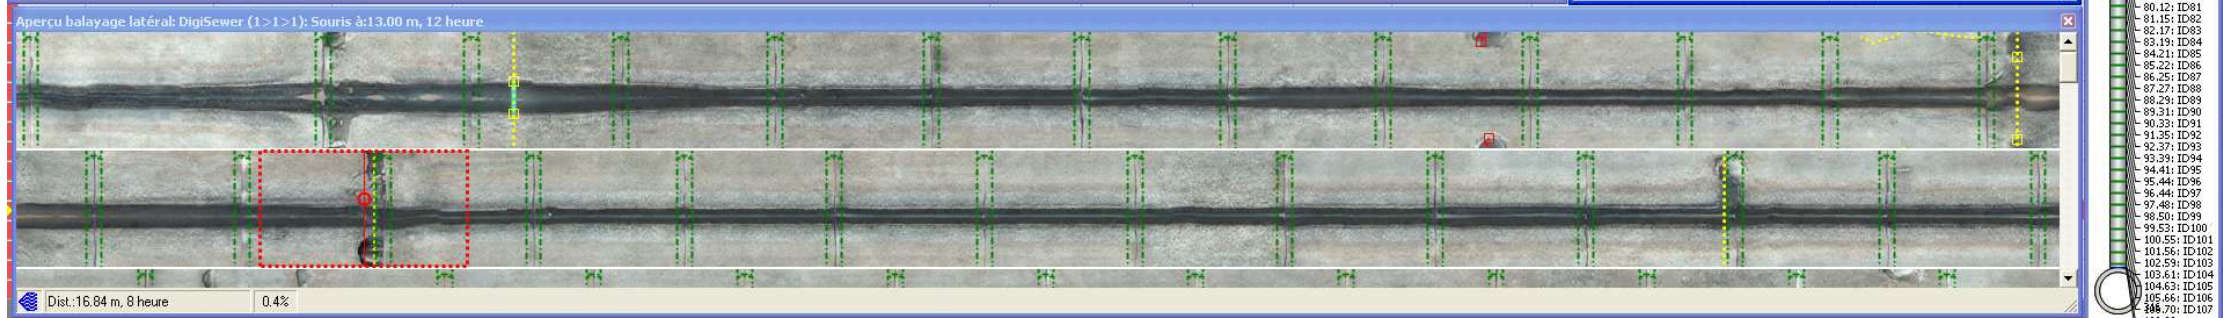 Aperçu balayage latéral: DigiSewer (1>1>1): Souris à:13.00 m, 12 heure
Dist.:16.84 m, 8 heure
0.4%
80.12: ID81
81.15: ID82
82.17: ID83
83.19: ID84
84.21: ID85
85.22: ID86
86.25: ID87
87.27: ID88
88.29: ID89
89.31: ID90
90.33: ID91
91.35: ID92
92.37: ID93
93.39: ID94
94.41: ID95
95.44: ID96
96.44: ID97
97.48: ID98
98.50: ID99
99.53: ID100
100.55: ID101
101.56: ID102
102.59: ID103
103.61: ID104
104.63: ID105
105.66: ID106
ID107